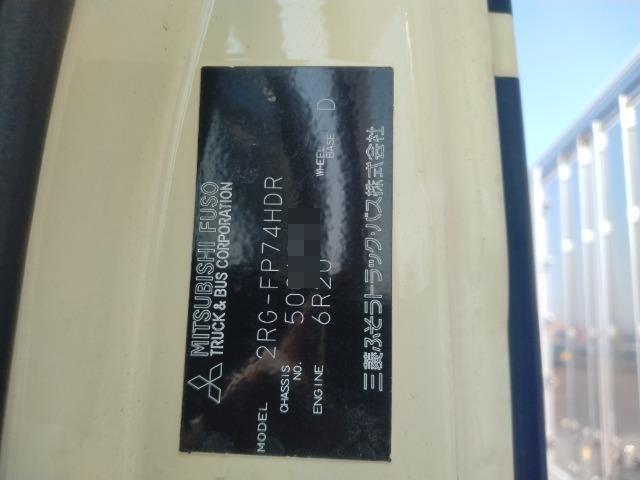 MITSUBISHI FUSO
TRUCK & BUS CORPORATION
MODEL 2RG-FP74HDR
CHASSIS NO. 50
ENGINE 6R20 WHEEL BASE D
三菱ふそうトラック・バス株式会社